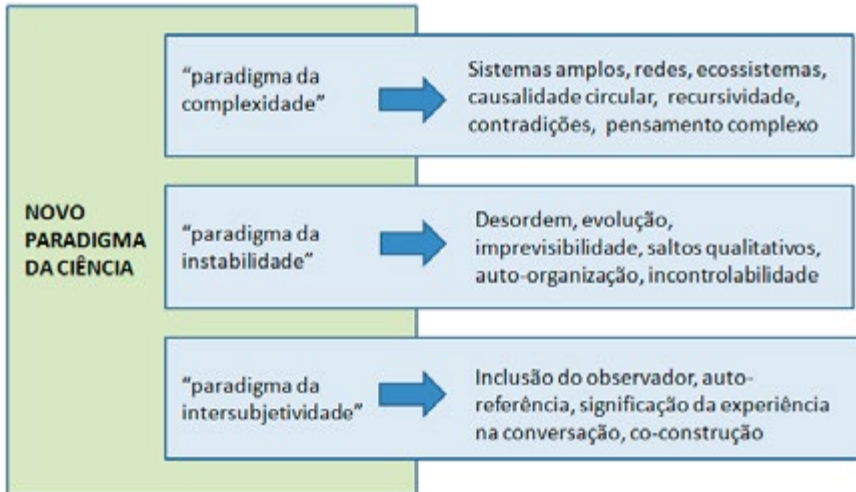 NOVO
PARADIGMA
DA CIÊNCIA
“paradigma da
complexidade”
Sistemas amplos, redes, ecossistemas,
causalidade circular, recursividade,
contradições, pensamento complexo
“paradigma da
instabilidade”
Desordem, evolução,
imprevisibilidade, saltos qualitativos,
auto-organização, incontrolabilidade
“paradigma da
intersubjetividade”
Inclusão do observador, auto-
referência, significação da experiência
na conversação, co-construção